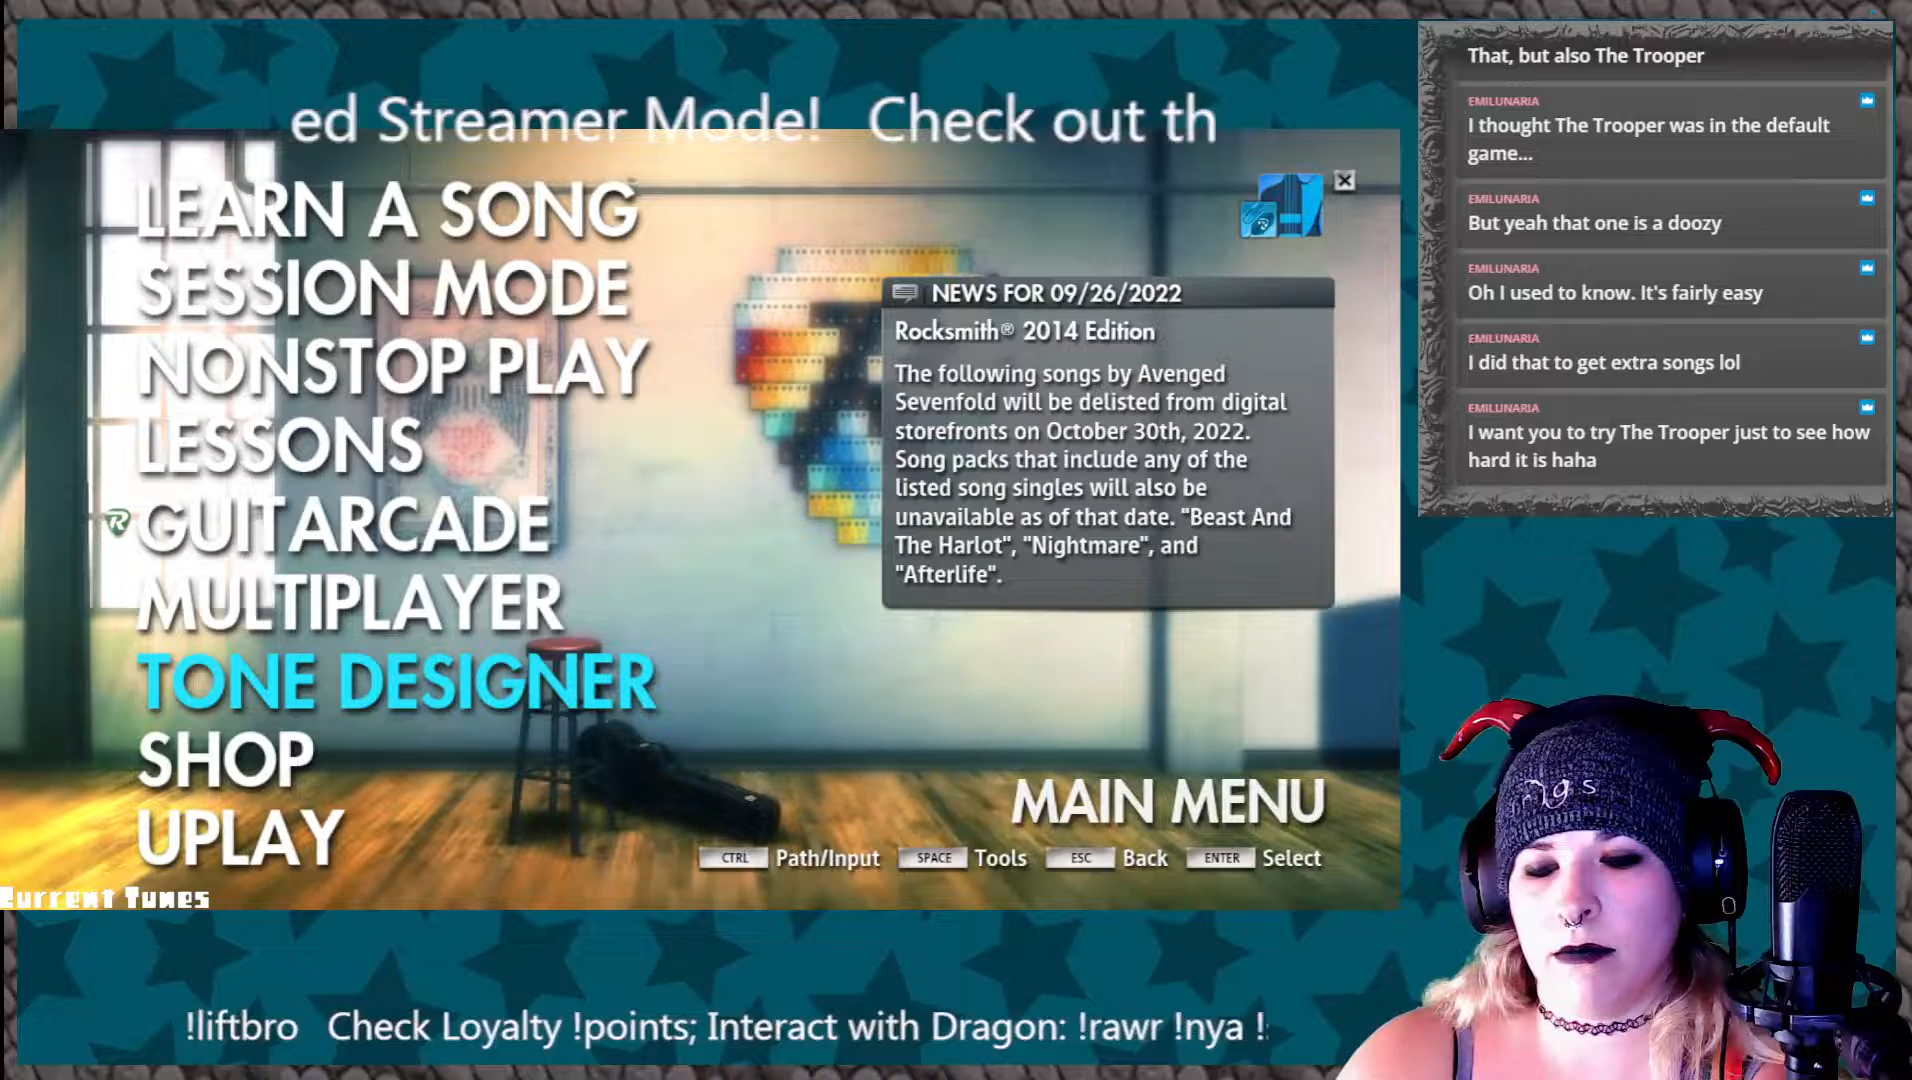 ed Streamer Mode! Check out th
LEARN A SONG
SESSION MODE
NONSTOP PLAY
LESSONS
GUITARCADE
MULTIPLAYER
TONE DESIGNER
SHOP
UPLAY
NEWS FOR 09/26/2022
Rocksmith® 2014 Edition
The following songs by Avenged
Sevenfold will be delisted from digital
storefronts on October 30th, 2022.
Song packs that include any of the
listed song singles will also be
unavailable as of that date. "Beast And
The Harlot", "Nightmare", and
"Afterlife".
MAIN MENU
CTRL Path/Input SPACE Tools ESC Back ENTER Select
Current Tunes
!liftbro Check Loyalty !points; Interact with Dragon: !rawr !nya !
That, but also The Trooper
EMILUNARIA
I thought The Trooper was in the default
game...
EMILUNARIA
But yeah that one is a doozy
EMILUNARIA
Oh I used to know. It's fairly easy
EMILUNARIA
I did that to get extra songs lol
EMILUNARIA
I want you to try The Trooper just to see how
hard it is haha